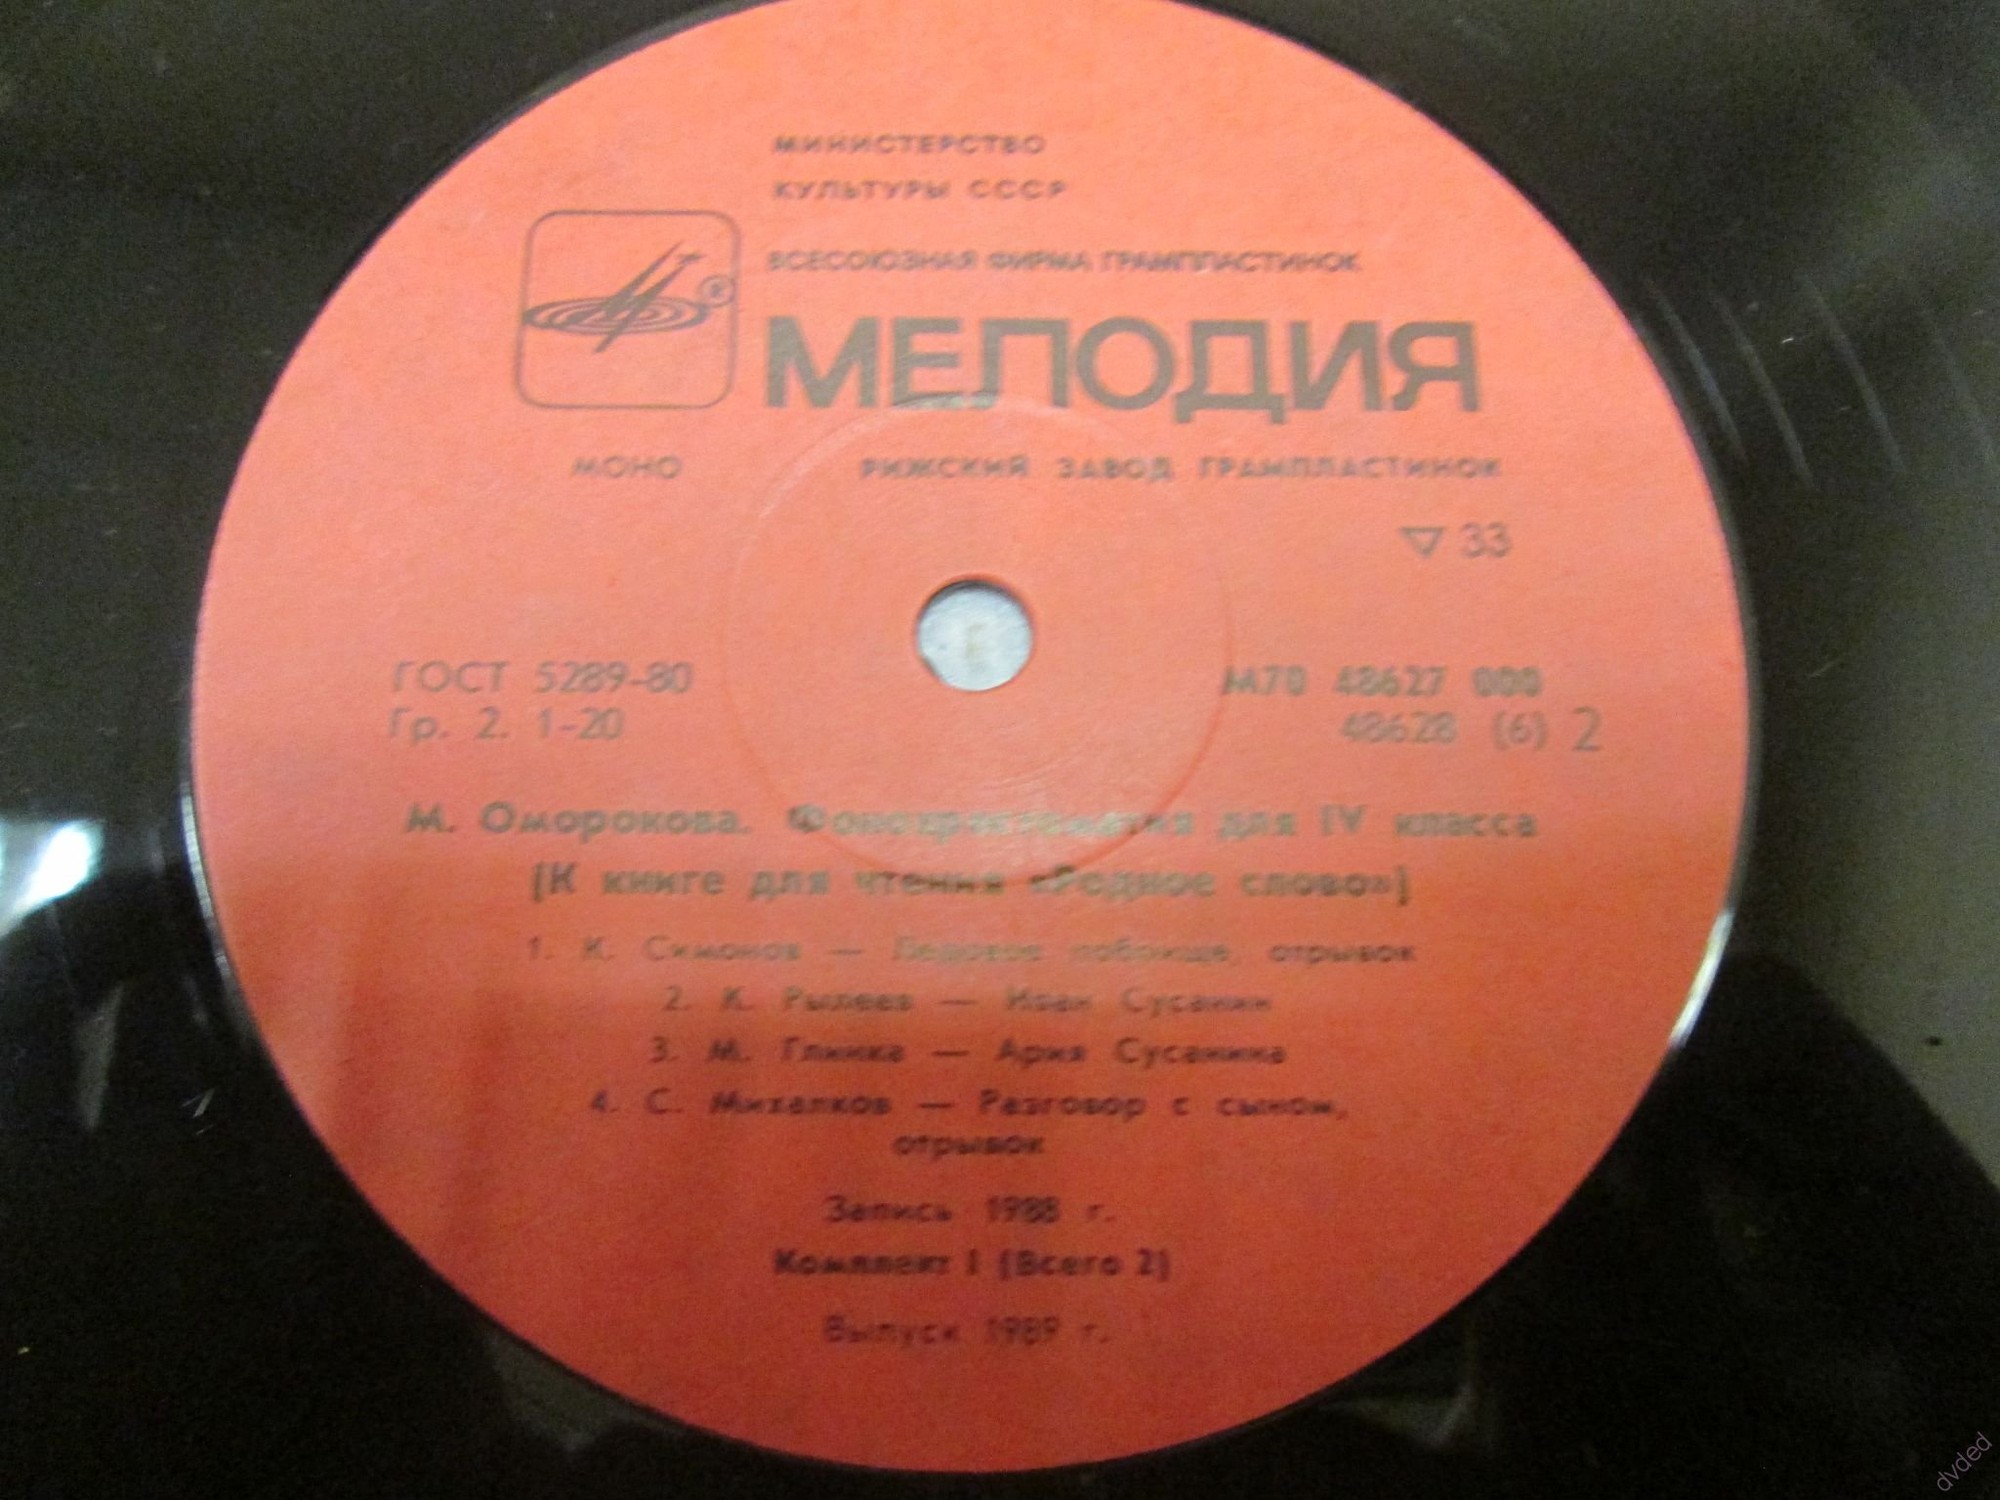 МИНИСТЕРСТВО
КУЛЬТУРЫ СССР
ВСЕСОЮЗНАЯ ФИРМА ГРАМПЛАСТИНОК
®
МЕЛОДИЯ
МОНО РИЖСКИЙ ЗАВОД ГРАМПЛАСТИНОК
▽ 33
ГОСТ 5289-80 М70 48627 000
Гр. 2. 1-20 48628 (6) 2
М. Оморокова. Фонохрестоматия для IV класса
(К книге для чтения «Родное слово»)
1. К. Симонов — Ледовое побоище, отрывок
2. К. Рылеев — Иван Сусанин
3. М. Глинка — Ария Сусанина
4. С. Михалков — Разговор с сыном,
отрывок
Запись 1988 г.
Комплект I (Всего 2)
Выпуск 1989 г.
dvded